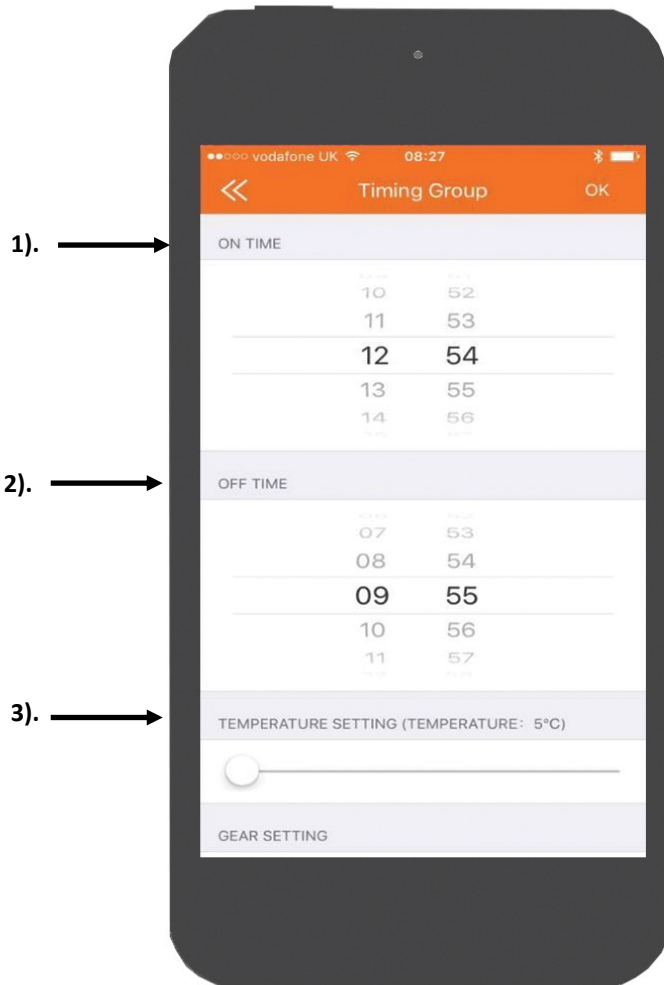 vodafone UK 08:27
Timing Group OK
1).
ON TIME
10 52
11 53
12 54
13 55
14 56
2).
OFF TIME
07 53
08 54
09 55
10 56
11 57
3).
TEMPERATURE SETTING (TEMPERATURE: 5°C)
GEAR SETTING